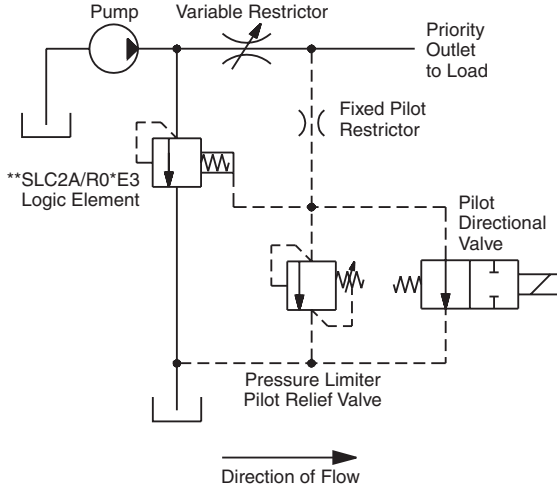 Pump
Variable Restrictor
Priority
Outlet
to Load
Fixed Pilot
Restrictor
**SLC2A/R0*E3
Logic Element
Pilot
Directional
Valve
Pressure Limiter
Pilot Relief Valve
Direction of Flow